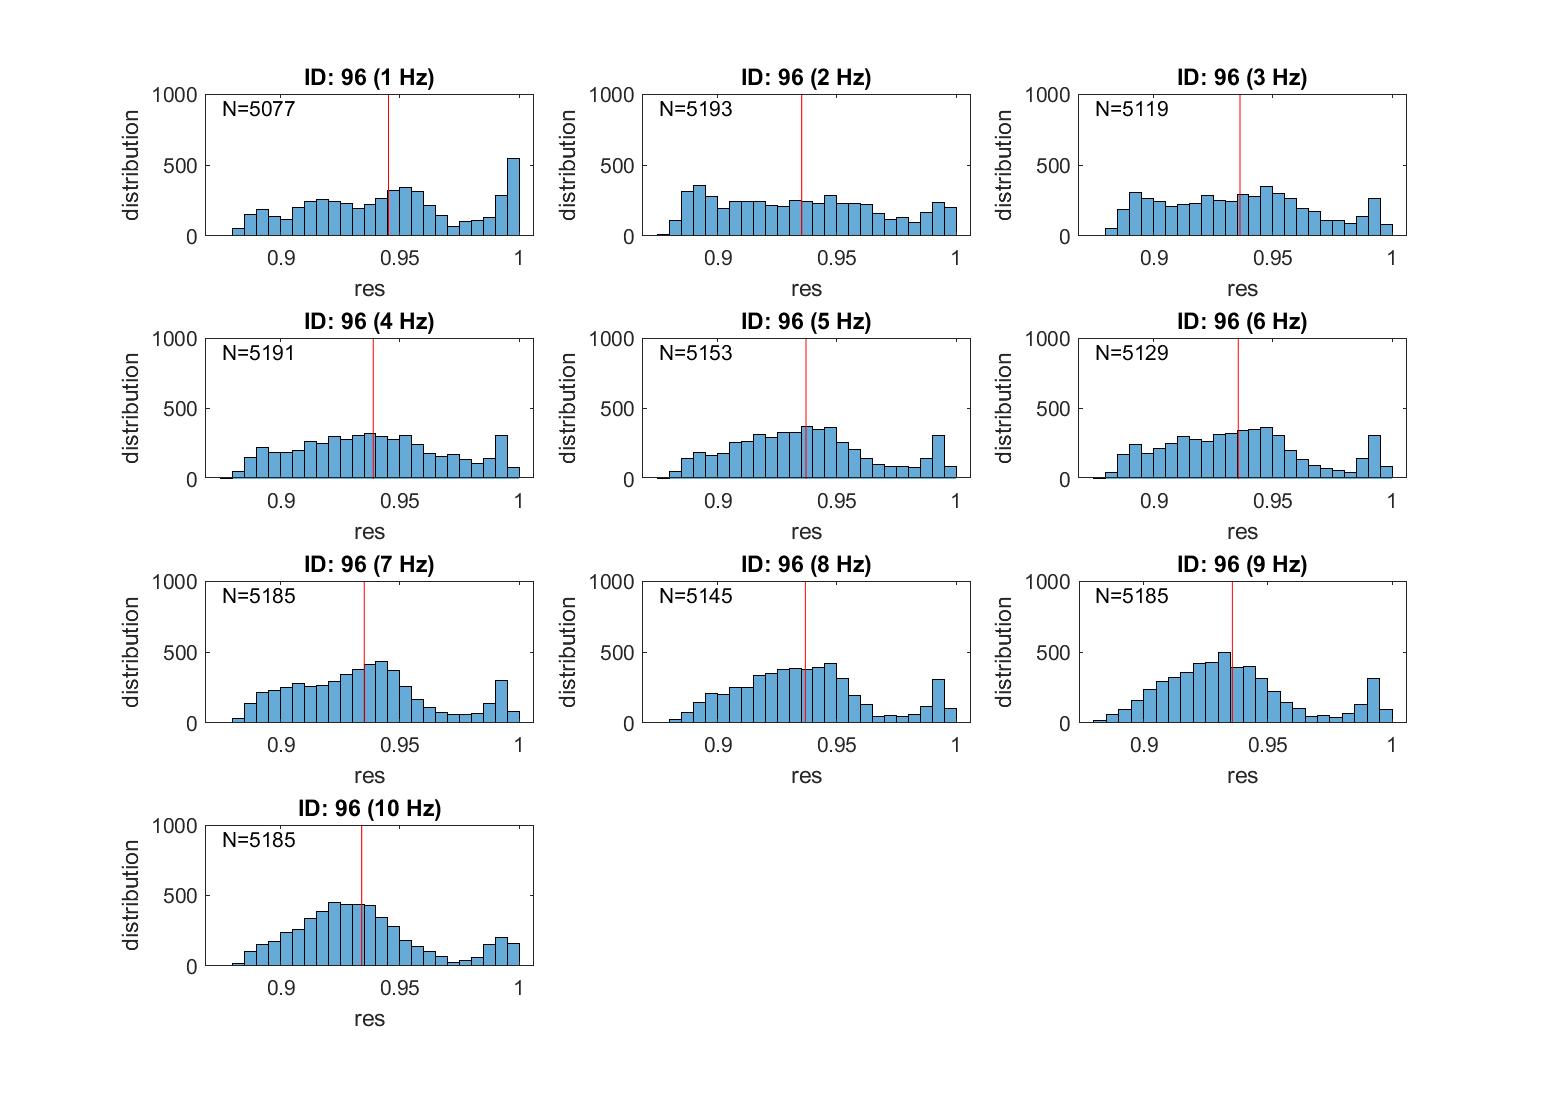 ID: 96 (1 Hz)
N=5077
1000
500
0
distribution
0.9 0.95 1
res
ID: 96 (2 Hz)
N=5193
1000
500
0
distribution
0.9 0.95 1
res
ID: 96 (3 Hz)
N=5119
1000
500
0
distribution
0.9 0.95 1
res
ID: 96 (4 Hz)
N=5191
1000
500
0
distribution
0.9 0.95 1
res
ID: 96 (5 Hz)
N=5153
1000
500
0
distribution
0.9 0.95 1
res
ID: 96 (6 Hz)
N=5129
1000
500
0
distribution
0.9 0.95 1
res
ID: 96 (7 Hz)
N=5185
1000
500
0
distribution
0.9 0.95 1
res
ID: 96 (8 Hz)
N=5145
1000
500
0
distribution
0.9 0.95 1
res
ID: 96 (9 Hz)
N=5185
1000
500
0
distribution
0.9 0.95 1
res
ID: 96 (10 Hz)
N=5185
1000
500
0
distribution
0.9 0.95 1
res